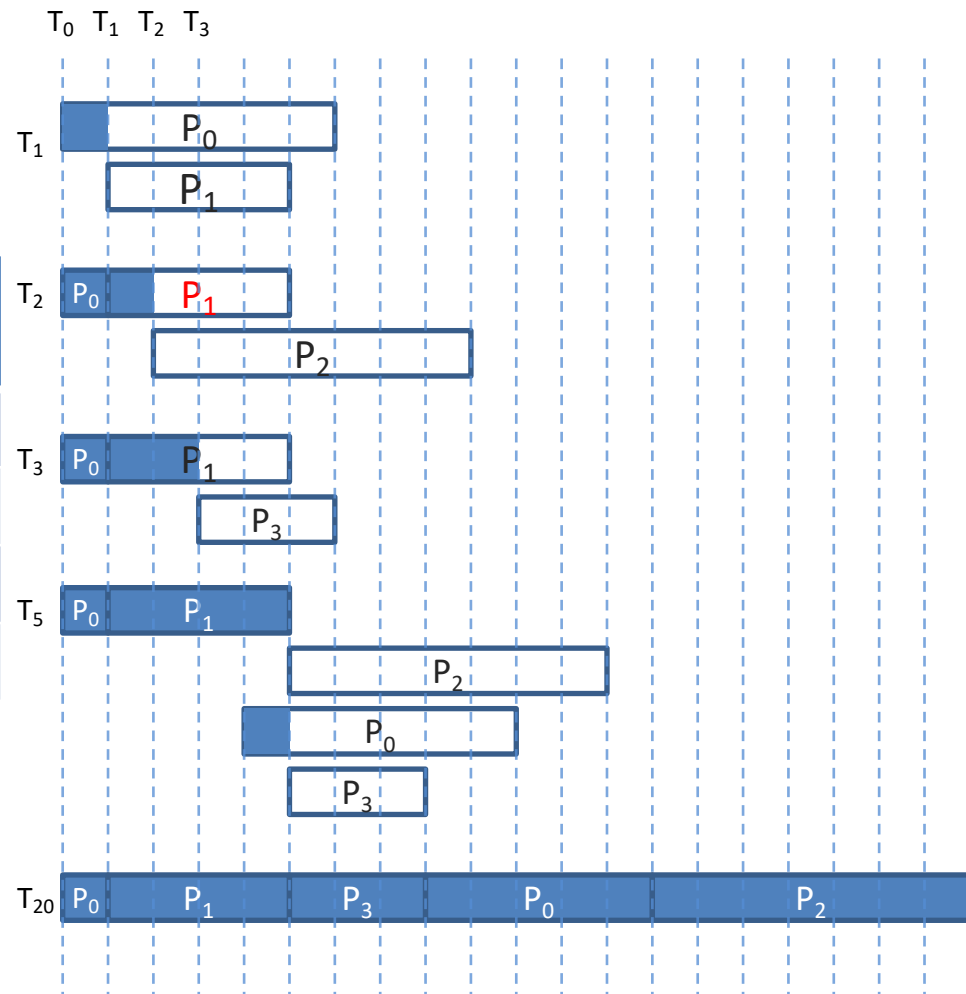 T₀ T₁ T₂ T₃
T₁ P₀
P₁
T₂ P₀ P₁
P₂
T₃ P₀ P₁
P₃
T₅ P₀ P₁
P₂
P₀
P₃
T₂₀ P₀ P₁ P₃ P₀ P₂